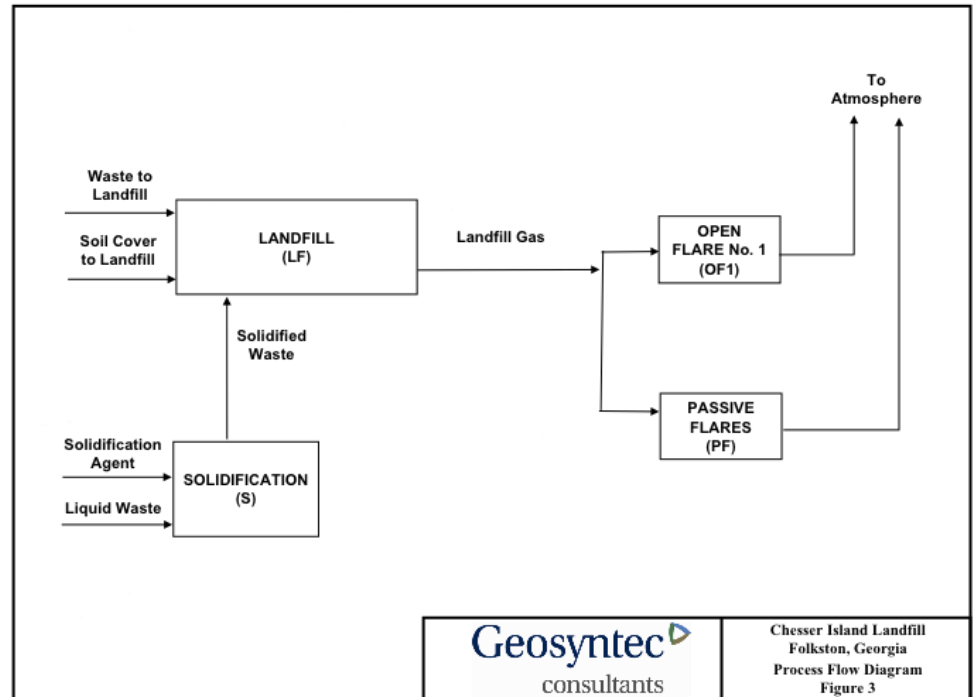 To
Atmosphere
Waste to
Landfill
Soil Cover
to Landfill
LANDFILL
(LF)
Landfill Gas
OPEN
FLARE No. 1
(OF1)
Solidified
Waste
PASSIVE
FLARES
(PF)
Solidification
Agent
Liquid Waste
SOLIDIFICATION
(S)
Geosyntec
consultants
Chesser Island Landfill
Folkston, Georgia
Process Flow Diagram
Figure 3